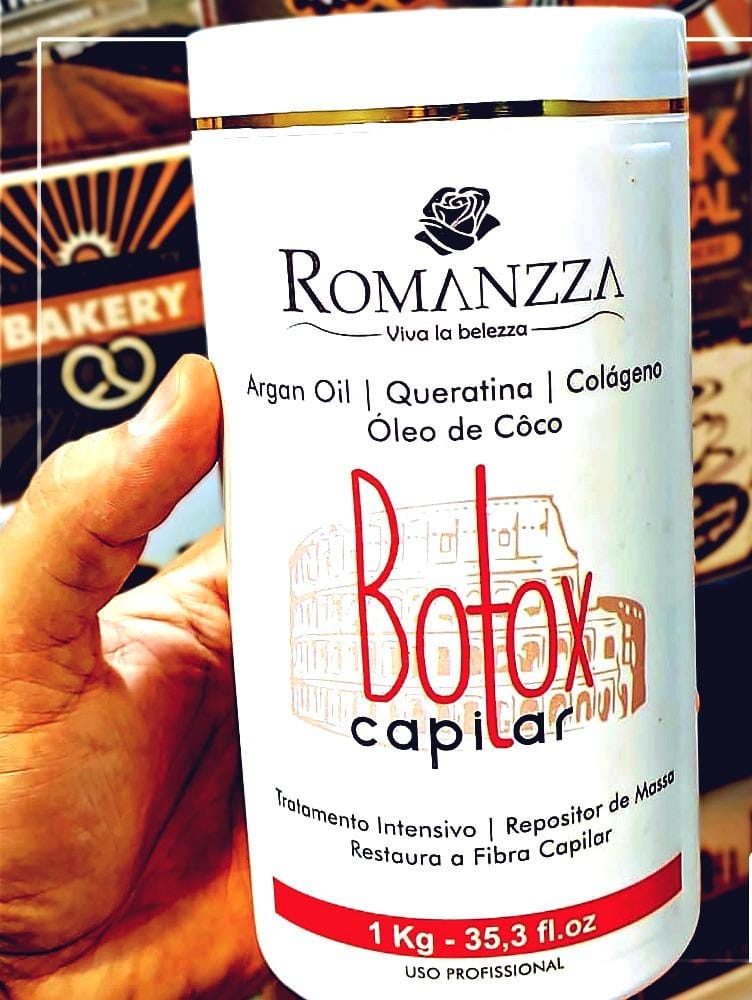 ROMANZZA
Viva la belezza
Argan Oil | Queratina | Colágeno
Óleo de Côco
Botox
capilar
Tratamento Intensivo | Repositor de Massa
Restaura a Fibra Capilar
1 Kg - 35,3 fl.oz
USO PROFISSIONAL
BAKERY